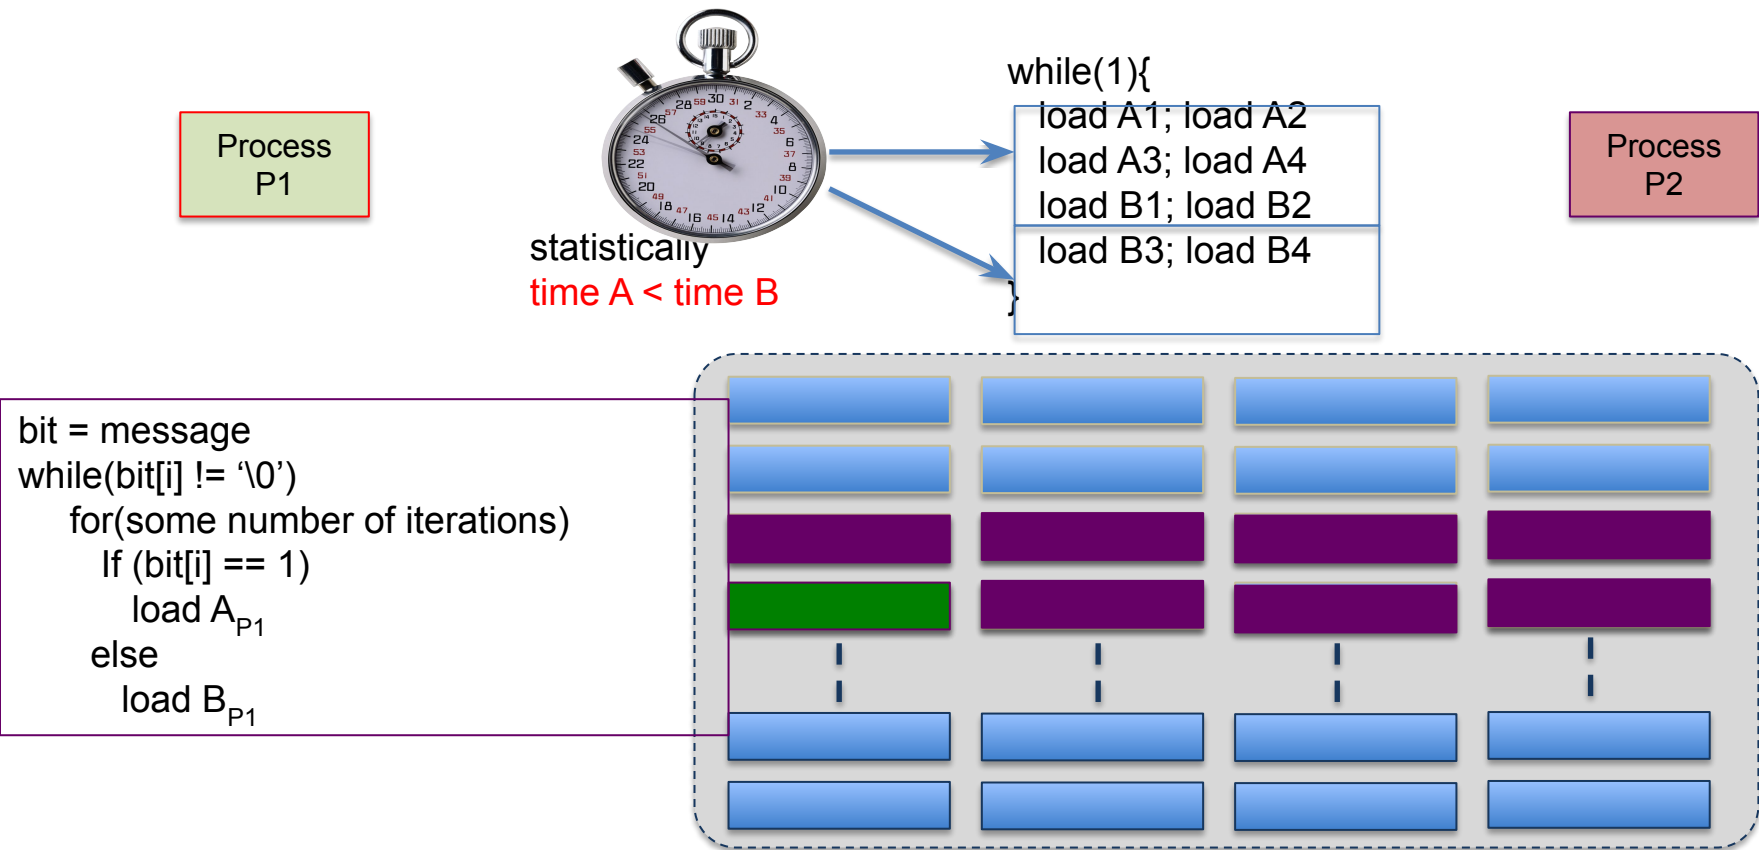 Process
P1
while(1){
load A1; load A2
load A3; load A4
load B1; load B2
load B3; load B4
}
Process
P2
statistically
time A < time B
bit = message
while(bit[i] != ‘\0’)
for(some number of iterations)
If (bit[i] == 1)
load A_P1
else
load B_P1